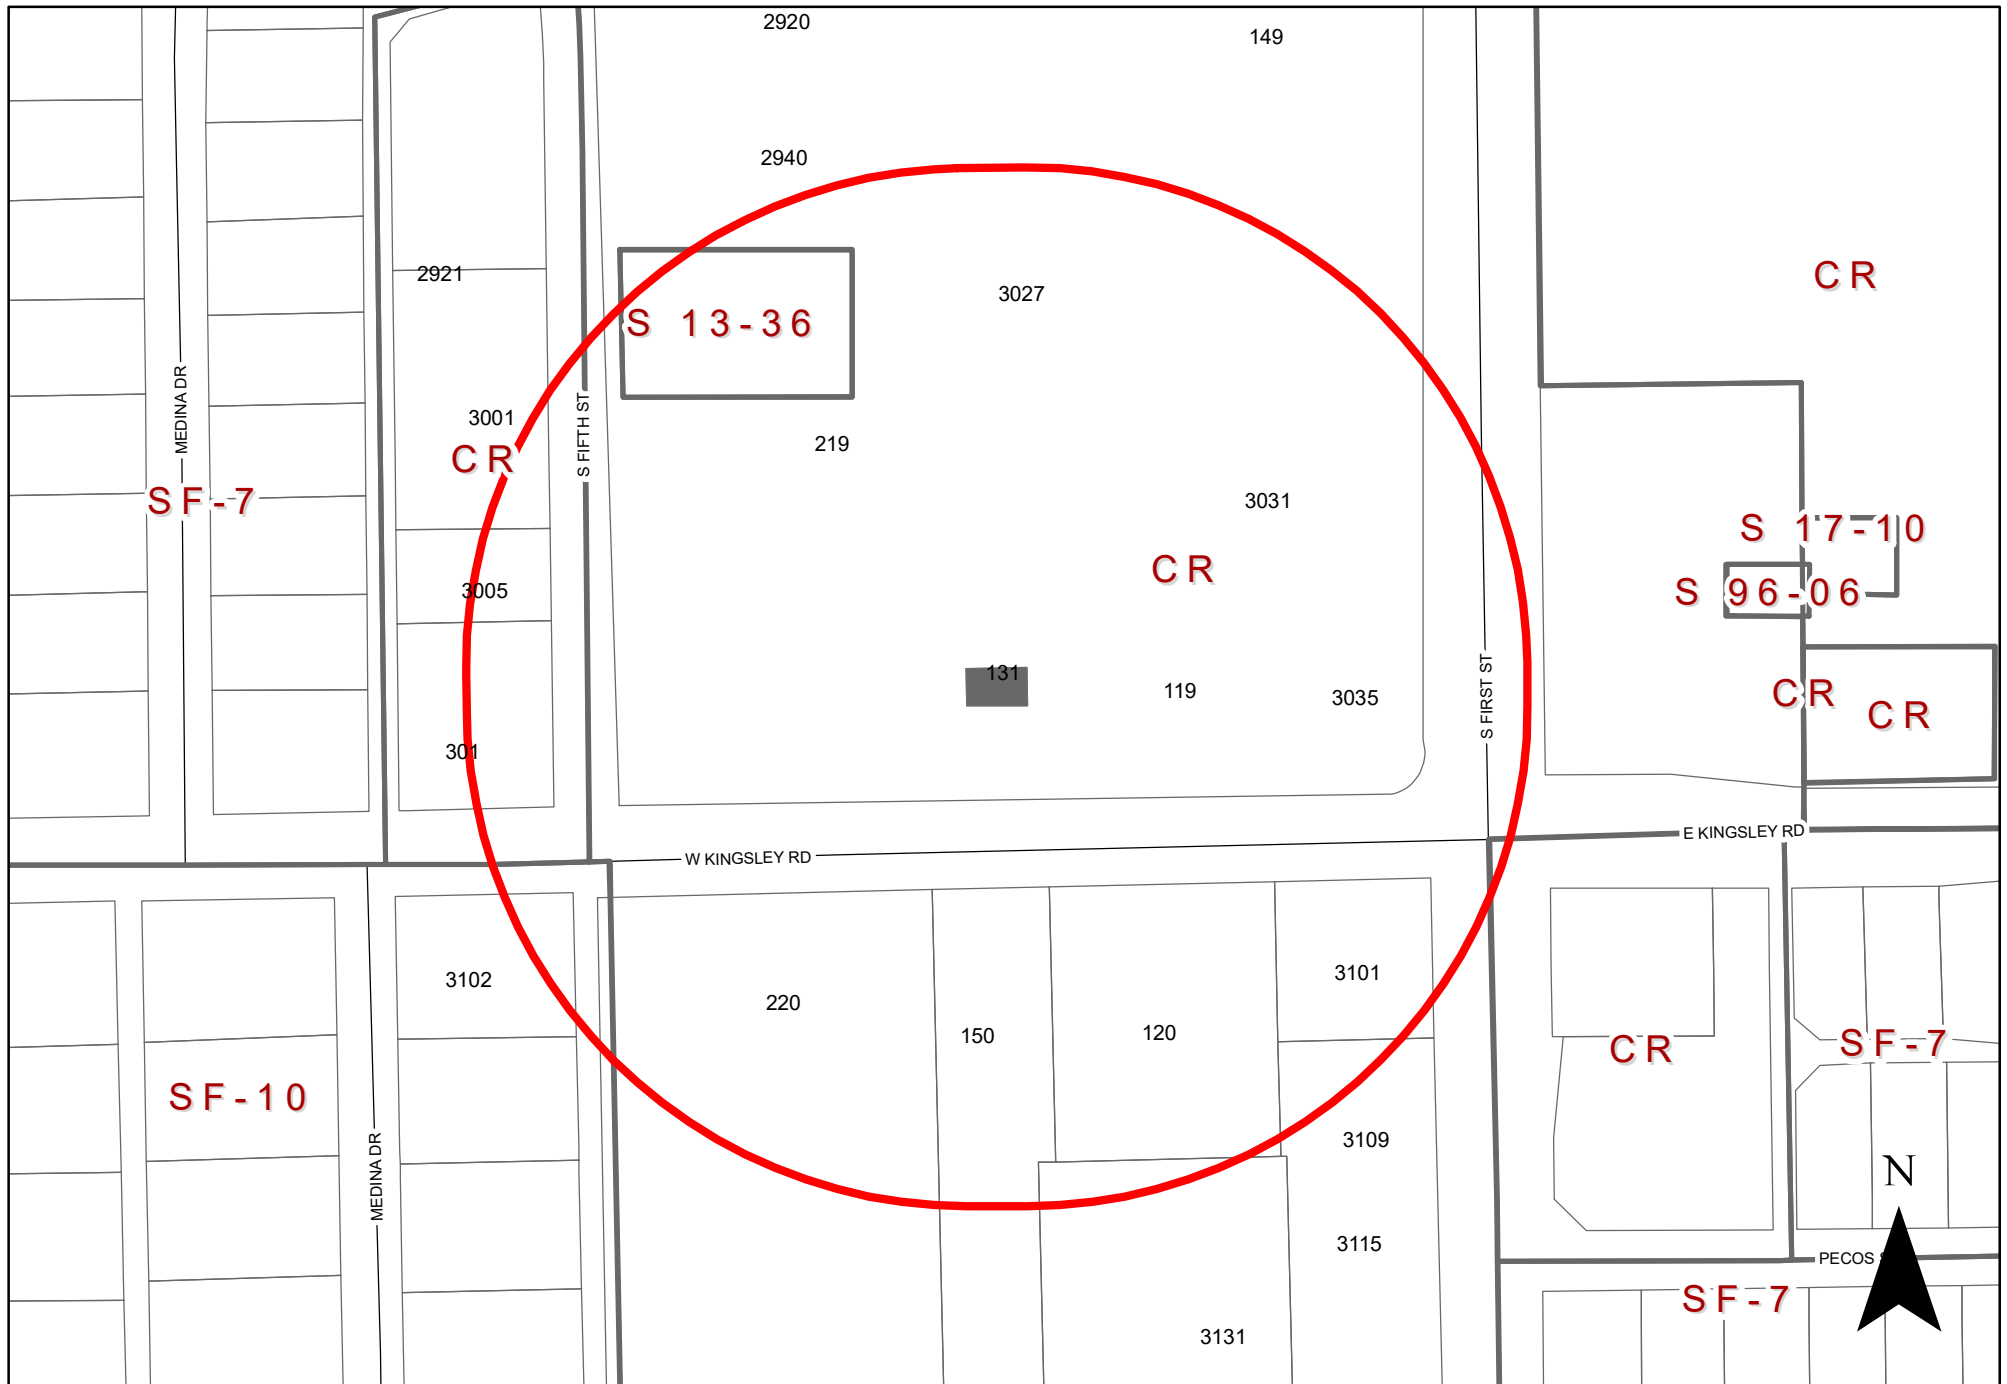 2920
149
2940
2921
CR
3027
S 13-36
MEDINA DR
S FIFTH ST
3001
219
CR
SF-7
3031
S 17-10
CR
3005
S 96-06
131
119
3035
S FIRST ST
CR
CR
301
E KINGSLEY RD
W KINGSLEY RD
3102
220
150
120
3101
CR
SF-7
SF-10
MEDINA DR
3109
N
3115
PECOS
SF-7
3131